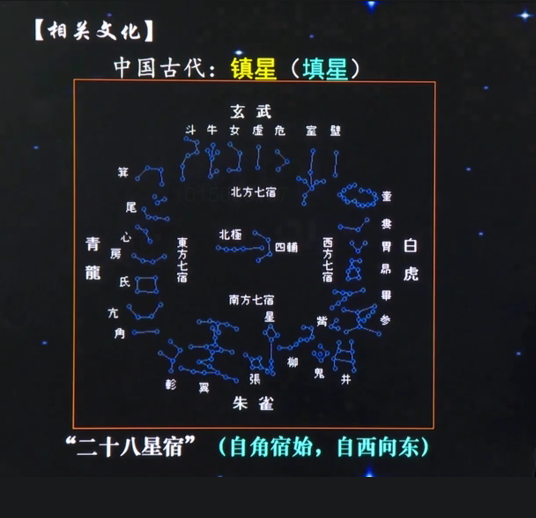 【相关文化】
中国古代：镇星（填星）
玄武
斗 牛 女 虚 危 室 壁
箕
北方七宿
奎
尾
婁
心
北極
四輔
胃
青龍
房
東方七宿
西方七宿
昴
白虎
氐
畢
亢
南方七宿
参
角
星
觜
軫
翼
張
柳
鬼
井
朱雀
“二十八星宿”（自角宿始，自西向东）